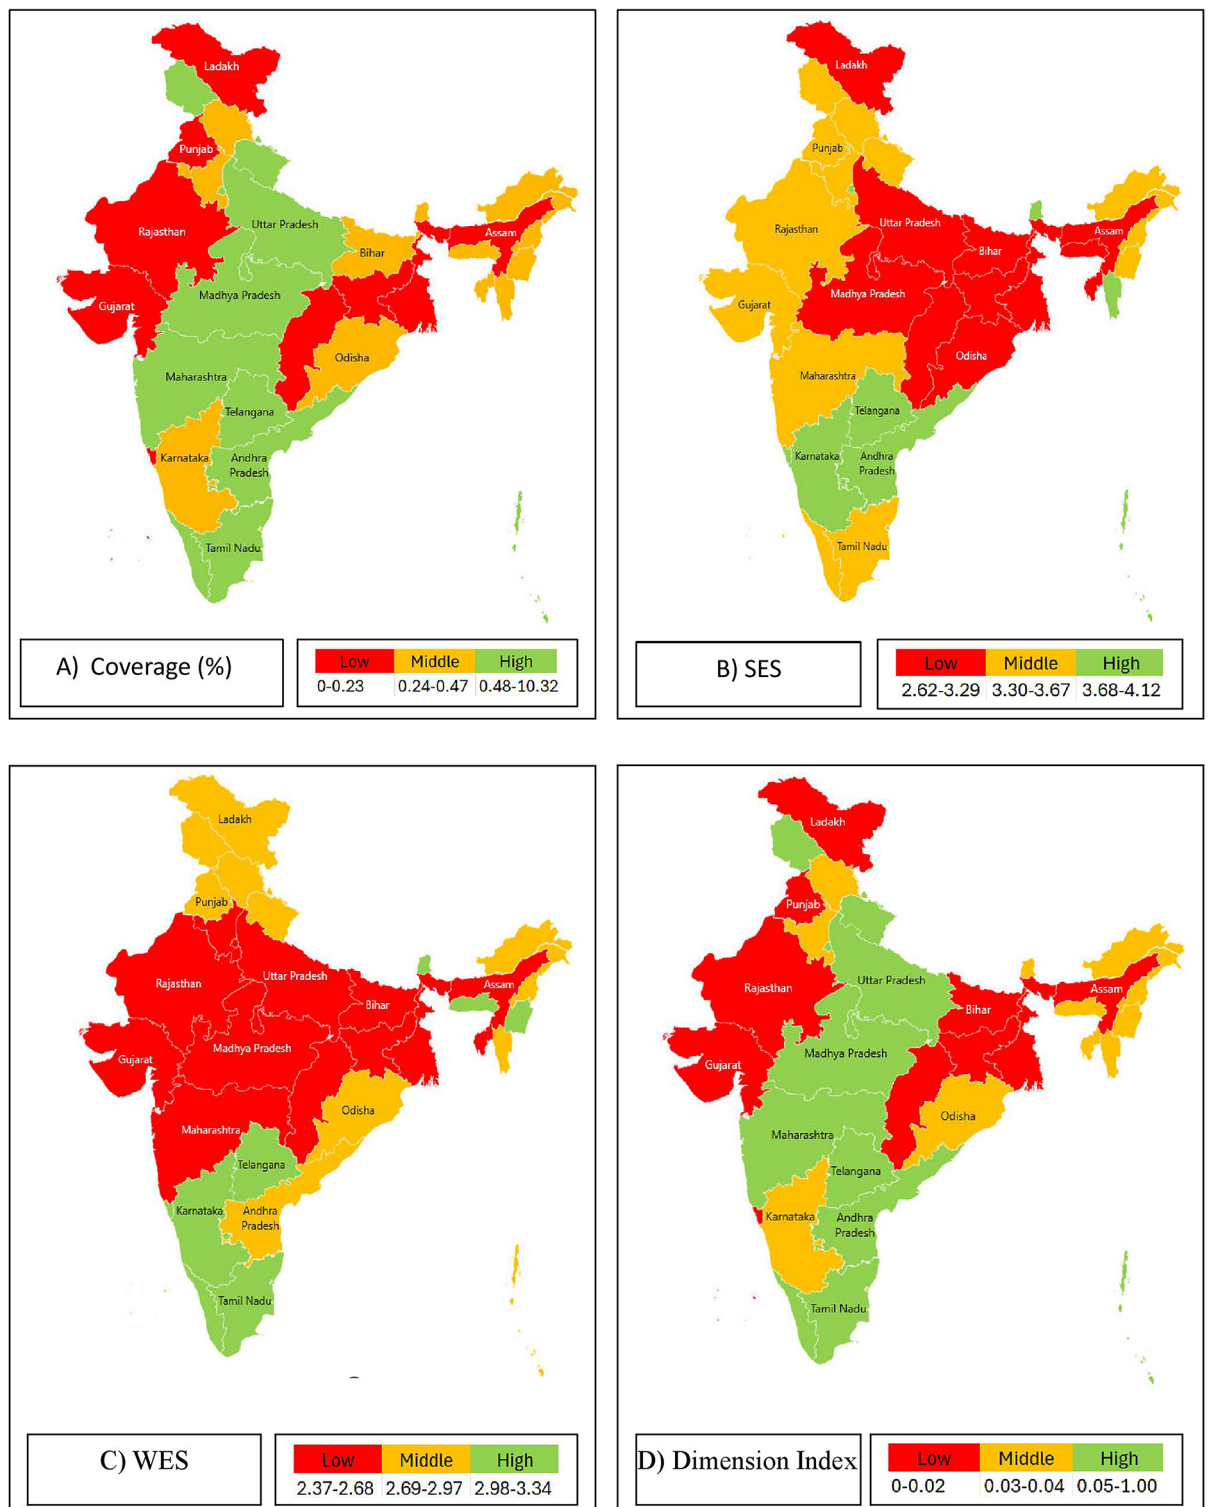 Ladakh
Punjab
Rajasthan
Uttar Pradesh
Bihar
Assam
Gujarat
Madhya Pradesh
Odisha
Maharashtra
Telangana
Karnataka
Andhra
Pradesh
Tamil Nadu
A) Coverage (%)
Low Middle High
0-0.23 0.24-0.47 0.48-10.32
Ladakh
Punjab
Rajasthan
Uttar Pradesh
Bihar
Assam
Gujarat
Madhya Pradesh
Odisha
Maharashtra
Telangana
Karnataka
Andhra
Pradesh
Tamil Nadu
B) SES
Low Middle High
2.62-3.29 3.30-3.67 3.68-4.12
Ladakh
Punjab
Rajasthan
Uttar Pradesh
Bihar
Assam
Gujarat
Madhya Pradesh
Odisha
Maharashtra
Telangana
Karnataka
Andhra
Pradesh
Tamil Nadu
C) WES
Low Middle High
2.37-2.68 2.69-2.97 2.98-3.34
Ladakh
Punjab
Rajasthan
Uttar Pradesh
Bihar
Assam
Gujarat
Madhya Pradesh
Odisha
Maharashtra
Telangana
Karnataka
Andhra
Pradesh
Tamil Nadu
D) Dimension Index
Low Middle High
0-0.02 0.03-0.04 0.05-1.00